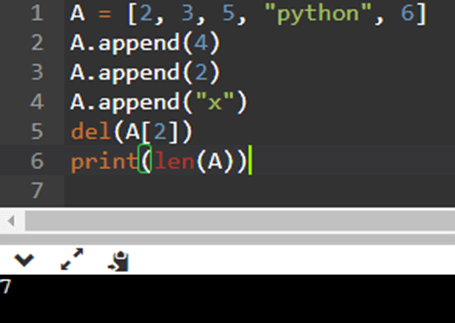 1 A = [2, 3, 5, "python", 6]
2 A.append(4)
3 A.append(2)
4 A.append("x")
5 del(A[2])
6 print(len(A))
7
7